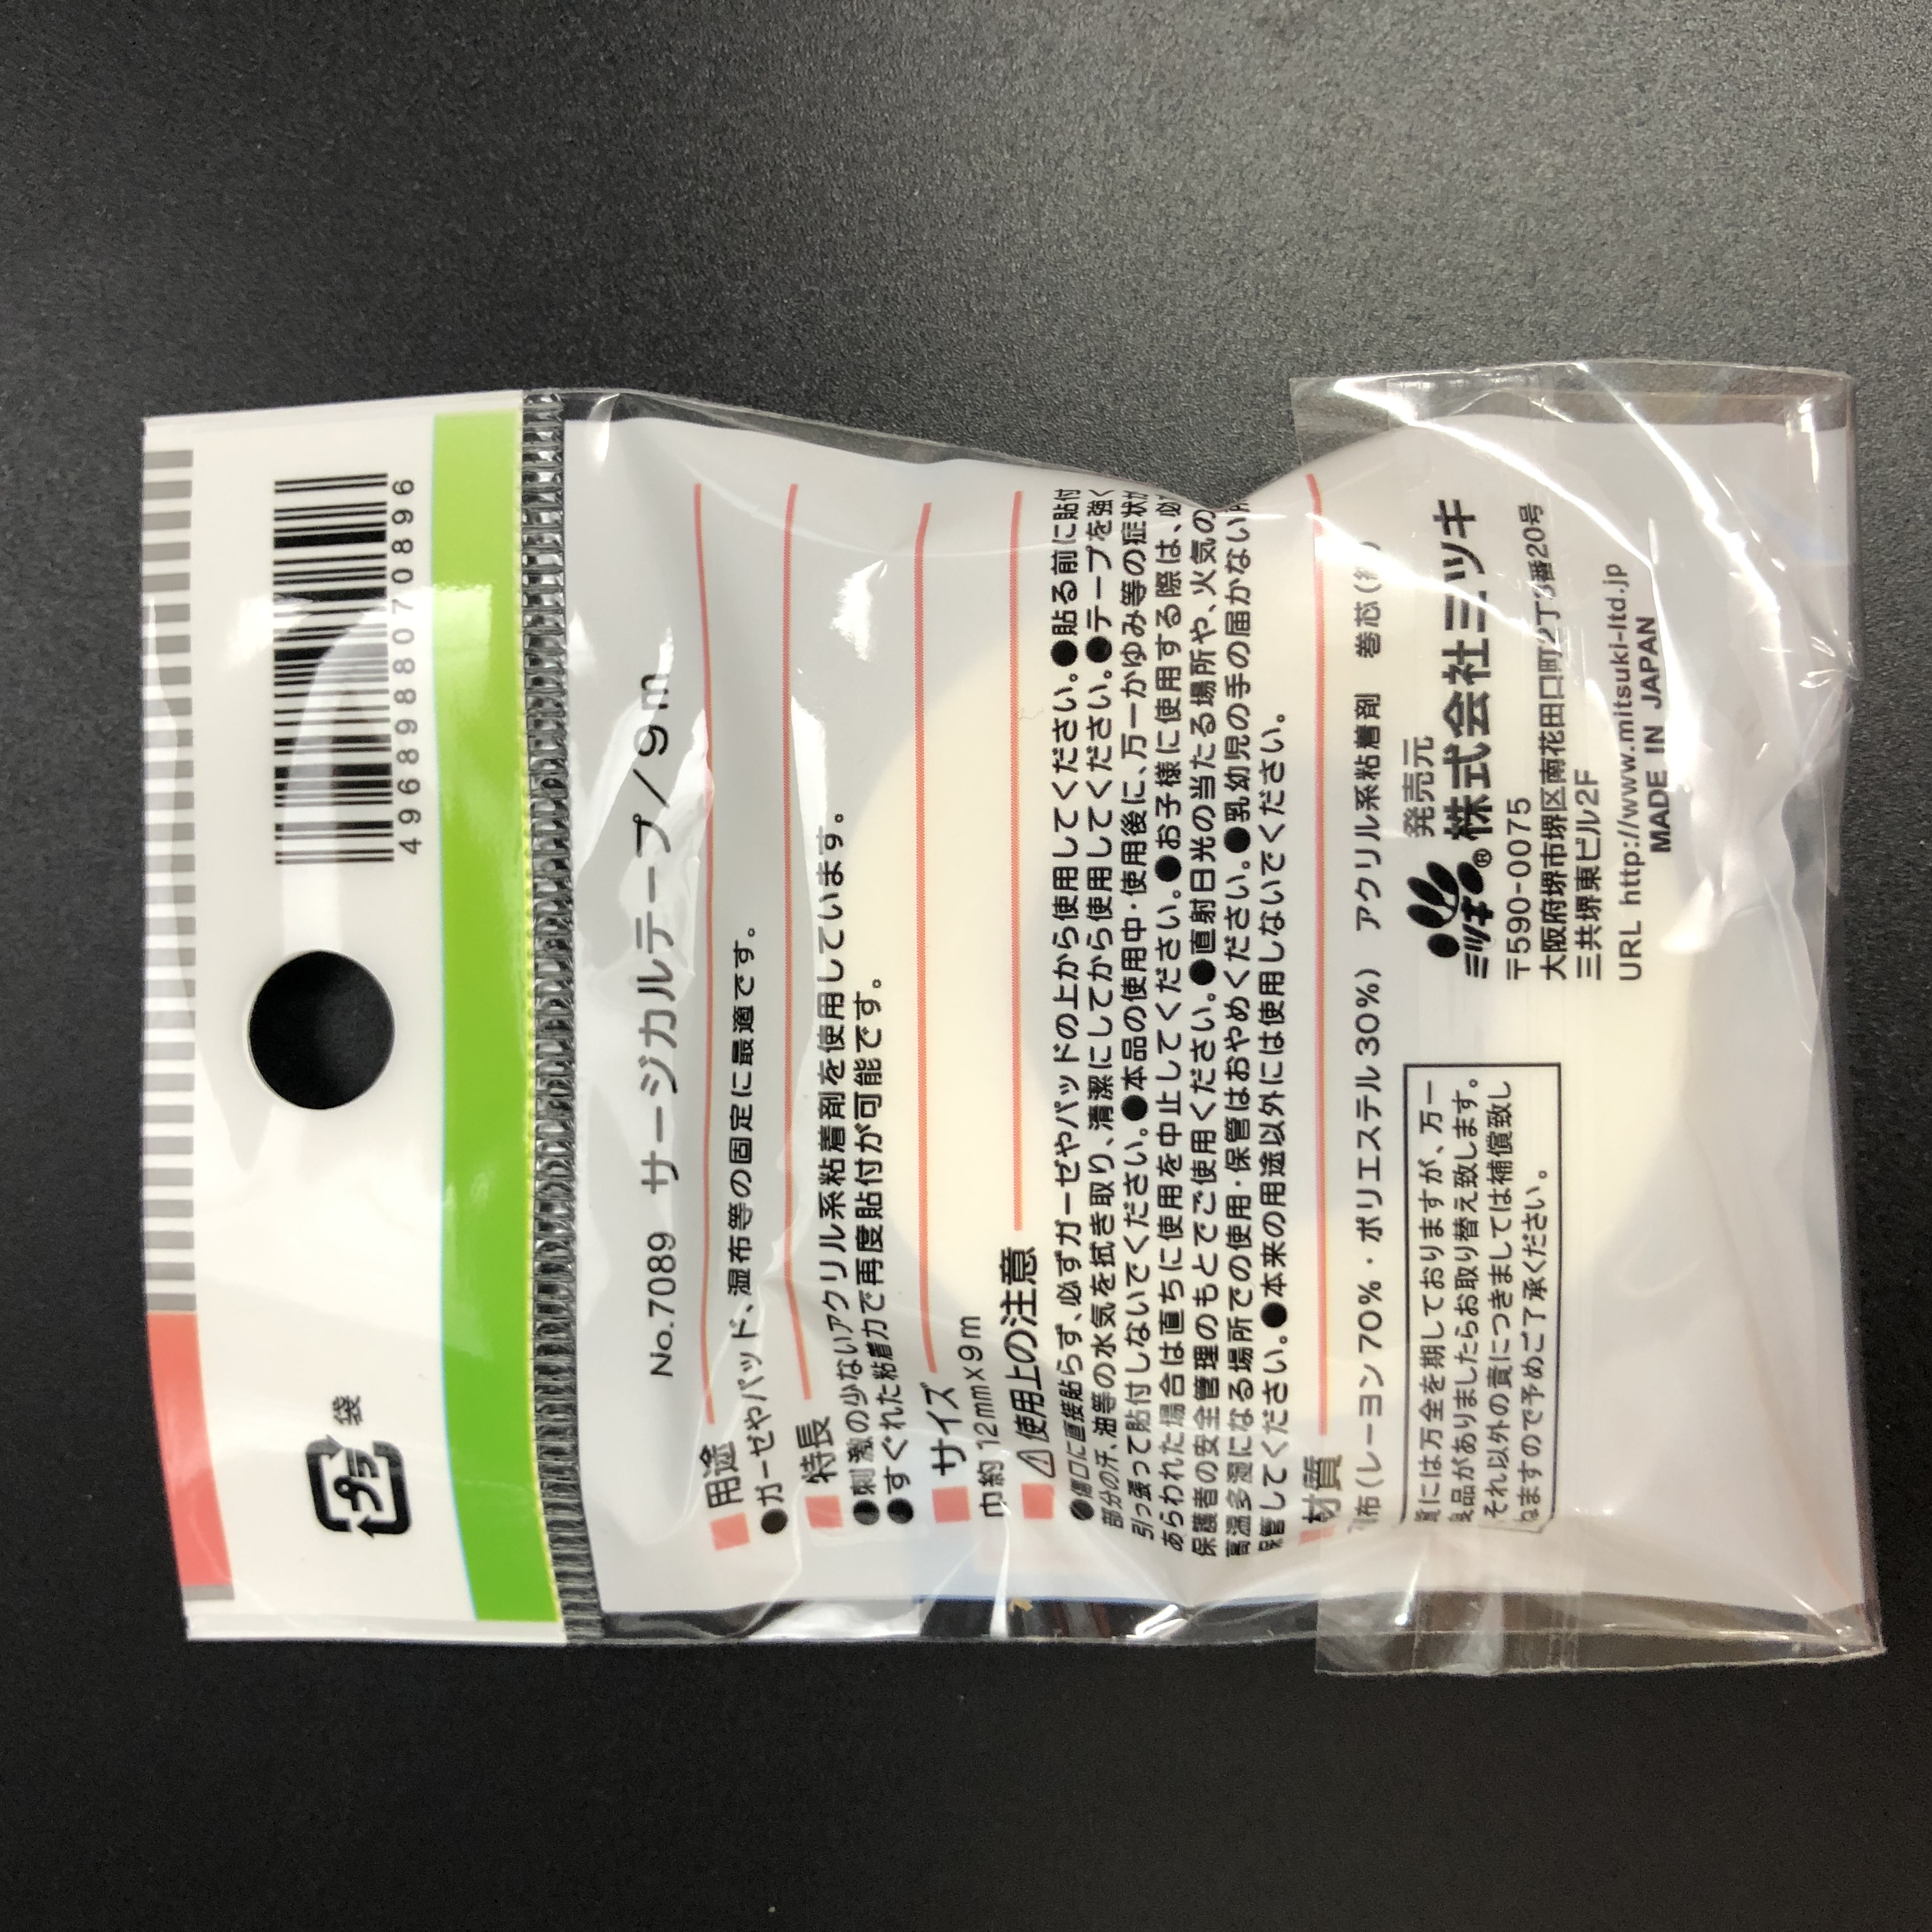 プラ
袋
4968988070896
No.7089 サージカルテープ/9m
■用途
●ガーゼやパッド、湿布等の固定に最適です。
■特長
●刺激の少ないアクリル系粘着剤を使用しています。
●すぐれた粘着力で再度貼付が可能です。
■サイズ
巾約12mm×9m
■⚠使用上の注意
●傷口に直接貼らず、必ずガーゼやパッドの上から使用してください。●貼る前に貼付
部分の汗、油等の水気を拭き取り、清潔にしてから使用してください。●テープを強く
引っ張って貼付しないでください。●本品の使用中・使用後に、万一かゆみ等の症状が
あらわれた場合は直ちに使用を中止してください。●お子様に使用する際は、必
保護者の安全管理のもとでご使用ください。●直射日光の当たる場所や、火気の
高温多湿になる場所での使用・保管はおやめください。●乳幼児の手の届かない
保管してください。●本来の用途以外には使用しないでください。
■材質
布(レーヨン70%・ポリエステル30%) アクリル系粘着剤 巻芯(
質には万全を期しておりますが、万一
良品がありましたらお取り替え致します。
それ以外の責につきましては補償致し
ねますので予めご了承ください。
発売元
ミツキ® 株式会社ミツキ
〒590-0075
大阪府堺市堺区南花田口町2丁3番20号
三共堺東ビル2F
URL http://www.mitsuki-ltd.jp
MADE IN JAPAN